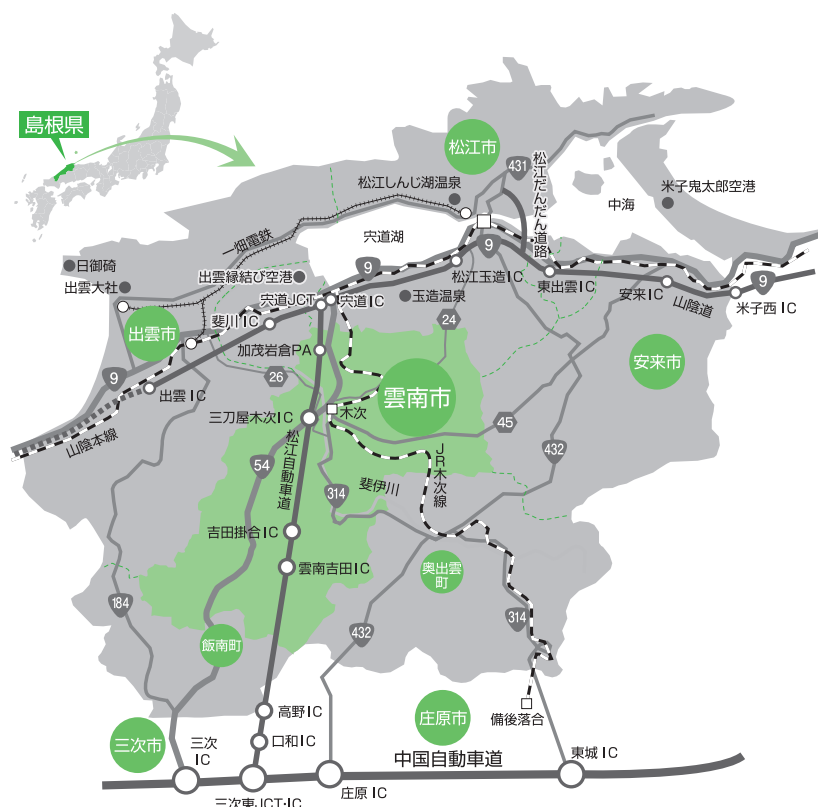 島根県
松江市
431
松江だんだん道路
松江しんじ湖温泉
米子鬼太郎空港
中海
一畑電鉄
宍道湖
日御碕
出雲大社
出雲縁結び空港
9
9
松江玉造IC
東出雲IC
安来IC
山陰道
9
米子西IC
宍道JCT
宍道IC
玉造温泉
斐川IC
出雲市
24
加茂岩倉PA
安来市
9
26
雲南市
出雲IC
三刀屋木次IC
木次
45
山陰本線
松江自動車道
54
JR木次線
432
314
斐伊川
吉田掛合IC
雲南吉田IC
奥出雲町
184
432
314
飯南町
高野IC
庄原市
備後落合
三次市
三次IC
口和IC
中国自動車道
東城IC
三次東JCT・IC
庄原IC